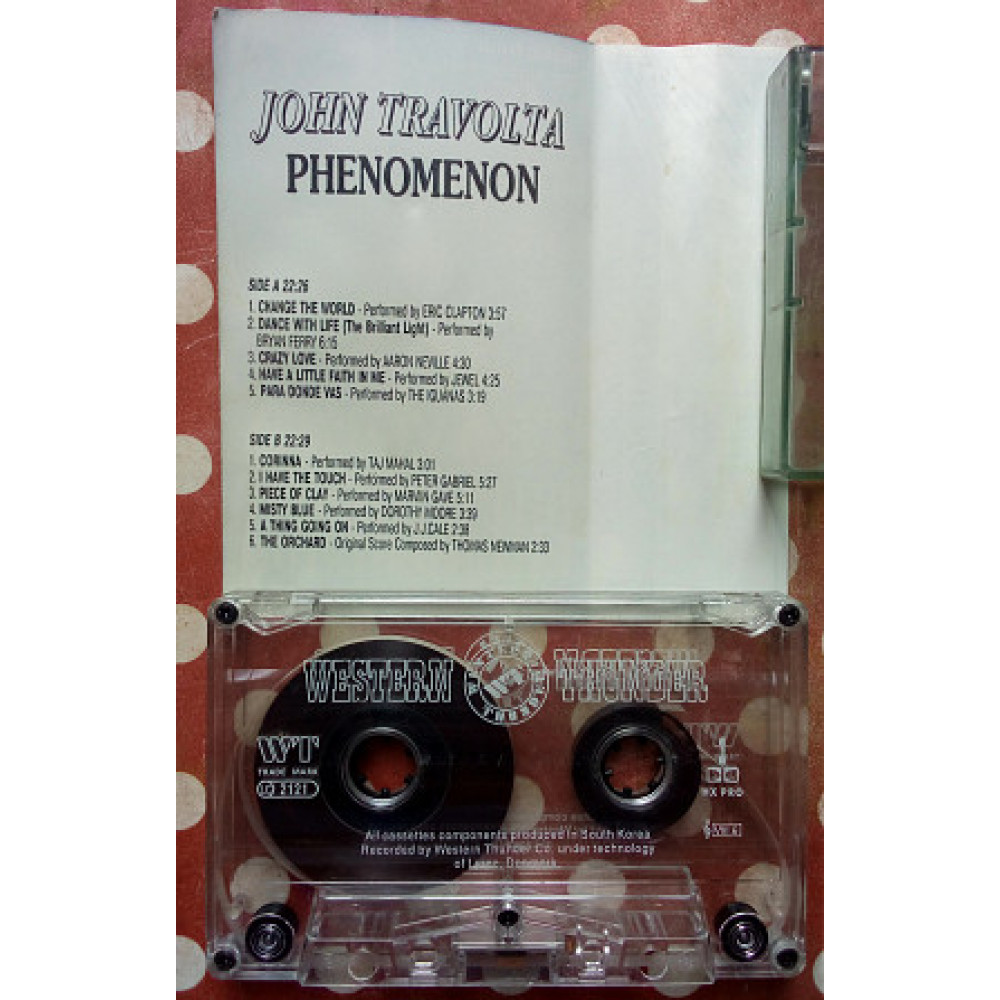 JOHN TRAVOLTA
PHENOMENON
SIDE A 22:26
1. CHANGE THE WORLD - Performed by ERIC CLAPTON 3:57
2. DANCE WITH LIFE (The Brilliant Light) - Performed by
BRYAN FERRY 6:15
3. CRAZY LOVE - Performed by AARON NEVILLE 4:30
4. HAVE A LITTLE FAITH IN ME - Performed by JEWEL 4:25
5. PARA DONDE VAS - Performed by THE IGUANAS 3:19
SIDE B 22:29
1. CORINNA - Performed by TAJ MAHAL 3:01
2. I HAVE THE TOUCH - Performed by PETER GABRIEL 5:27
3. PIECE OF CLAY - Performed by MARVIN GAVE 5:11
4. MISTY BLUE - Performed by DOROTHY MOORE 3:39
5. A THING GOING ON - Performed by J.J.CALE 2:38
6. THE ORCHARD - Original Score Composed by THOMAS NEWMAN 2:33
WESTERN THUNDER
WT
TRADE MARK
2121
HX PRO
All cassettes components produced in South Korea
Recorded by Western Thunder Co. under technology
of Lyrec, Denmark.